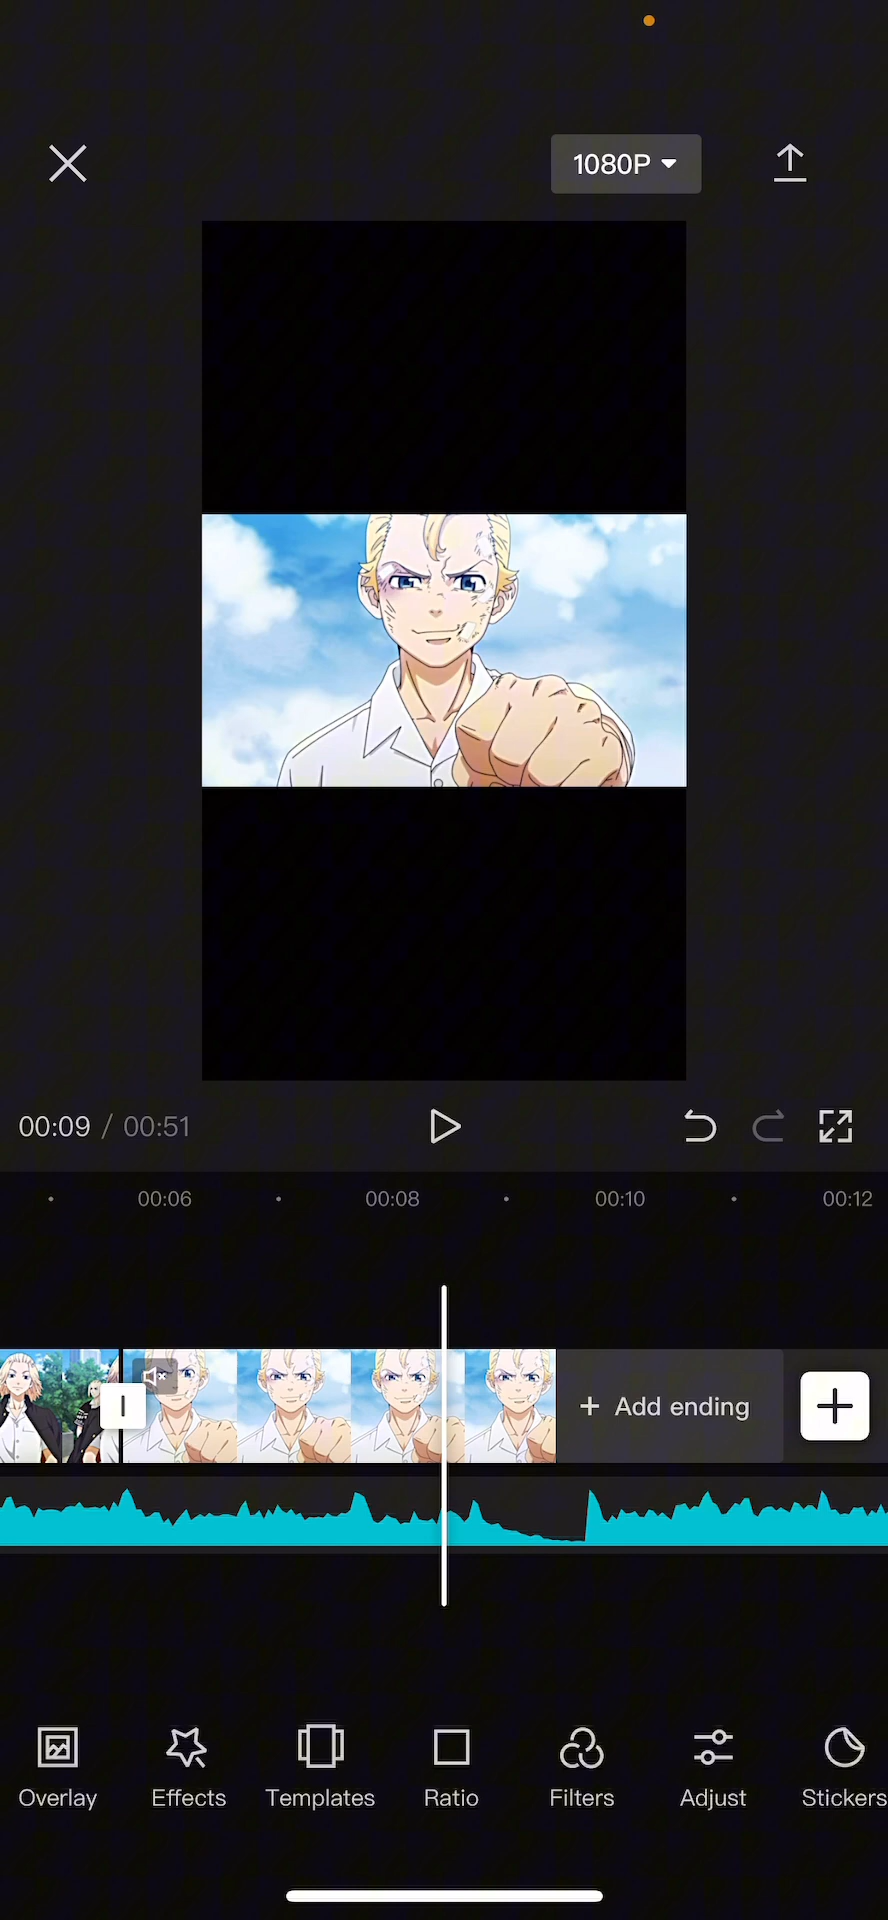 1080P
00:09 / 00:51
00:06 00:08 00:10 00:12
+ Add ending
Overlay Effects Templates Ratio Filters Adjust Stickers